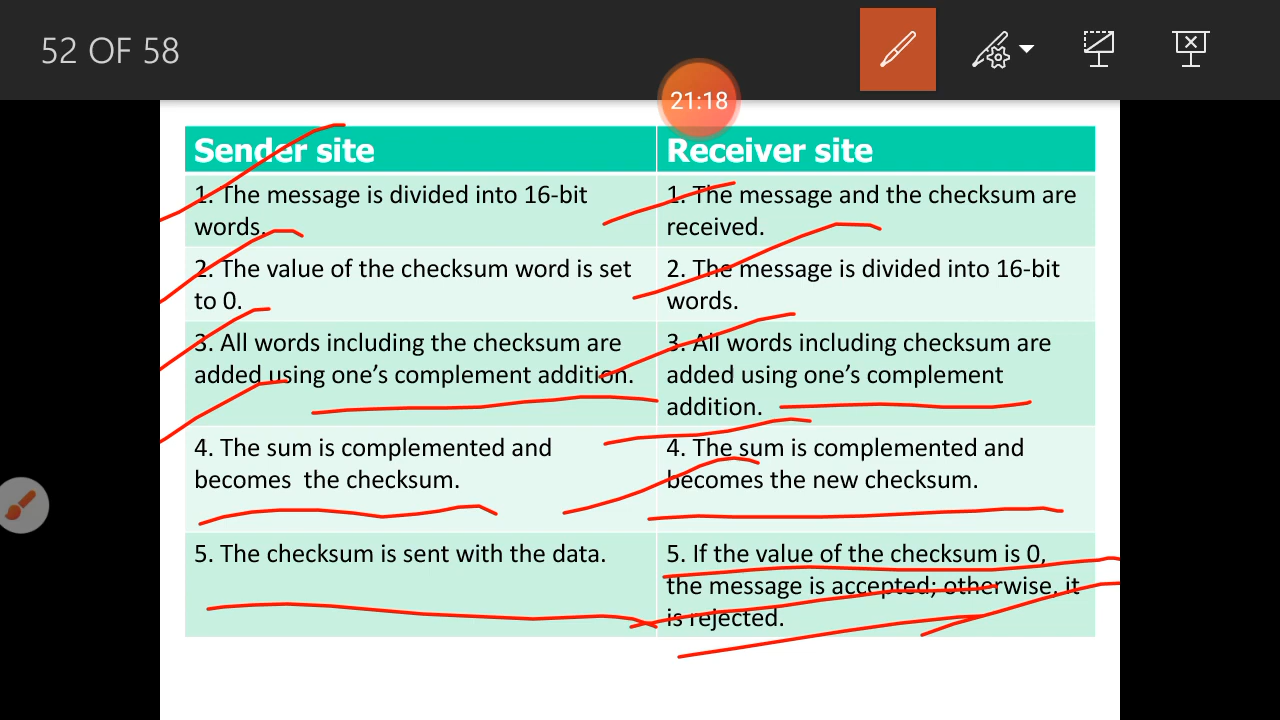 52 OF 58
21:18
Sender site
Receiver site
1. The message is divided into 16-bit
words.
1. The message and the checksum are
received.
2. The value of the checksum word is set
to 0.
2. The message is divided into 16-bit
words.
3. All words including the checksum are
added using one’s complement addition.
3. All words including checksum are
added using one’s complement
addition.
4. The sum is complemented and
becomes  the checksum.
4. The sum is complemented and
becomes the new checksum.
5. The checksum is sent with the data.
5. If the value of the checksum is 0,
the message is accepted; otherwise, it
is rejected.